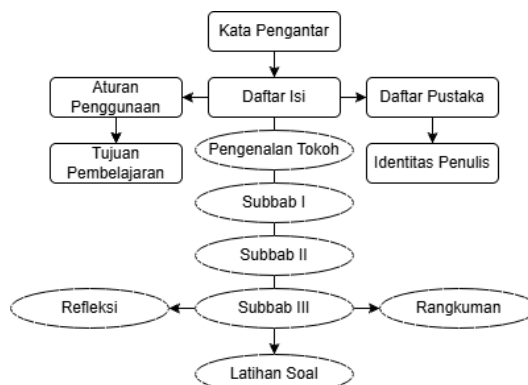 Kata Pengantar
Aturan
Penggunaan
Daftar Isi
Daftar Pustaka
Tujuan
Pembelajaran
Pengenalan Tokoh
Identitas Penulis
Subbab I
Subbab II
Refleksi
Subbab III
Rangkuman
Latihan Soal